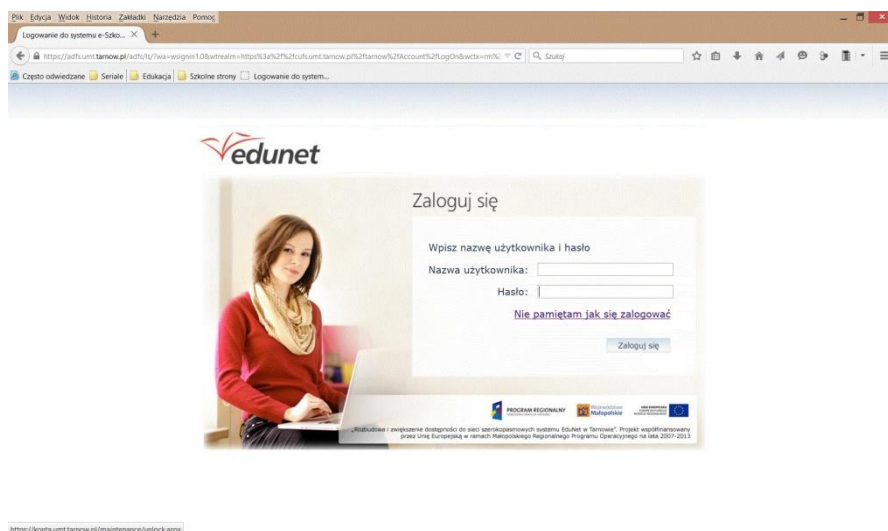 Plik Edycja Widok Historia Zakładki Narzędzia Pomoc
Logowanie do systemu e-Szko...
Szukaj
Często odwiedzane Seriale Edukacja Szkolne strony Logowanie do system...
edunet
Zaloguj się
Wpisz nazwę użytkownika i hasło
Nazwa użytkownika:
Hasło:
Nie pamiętam jak się zalogować
Zaloguj się
PROGRAM REGIONALNY
Małopolskie
„Rozbudowa i zwiększenie dostępności do sieci szerokopasmowych systemu EduNet w Tarnowie". Projekt współfinansowany
przez Unię Europejską w ramach Małopolskiego Regionalnego Programu Operacyjnego na lata 2007-2013
https://konta.umt.tarnow.pl/maintenance/unlock.aspx